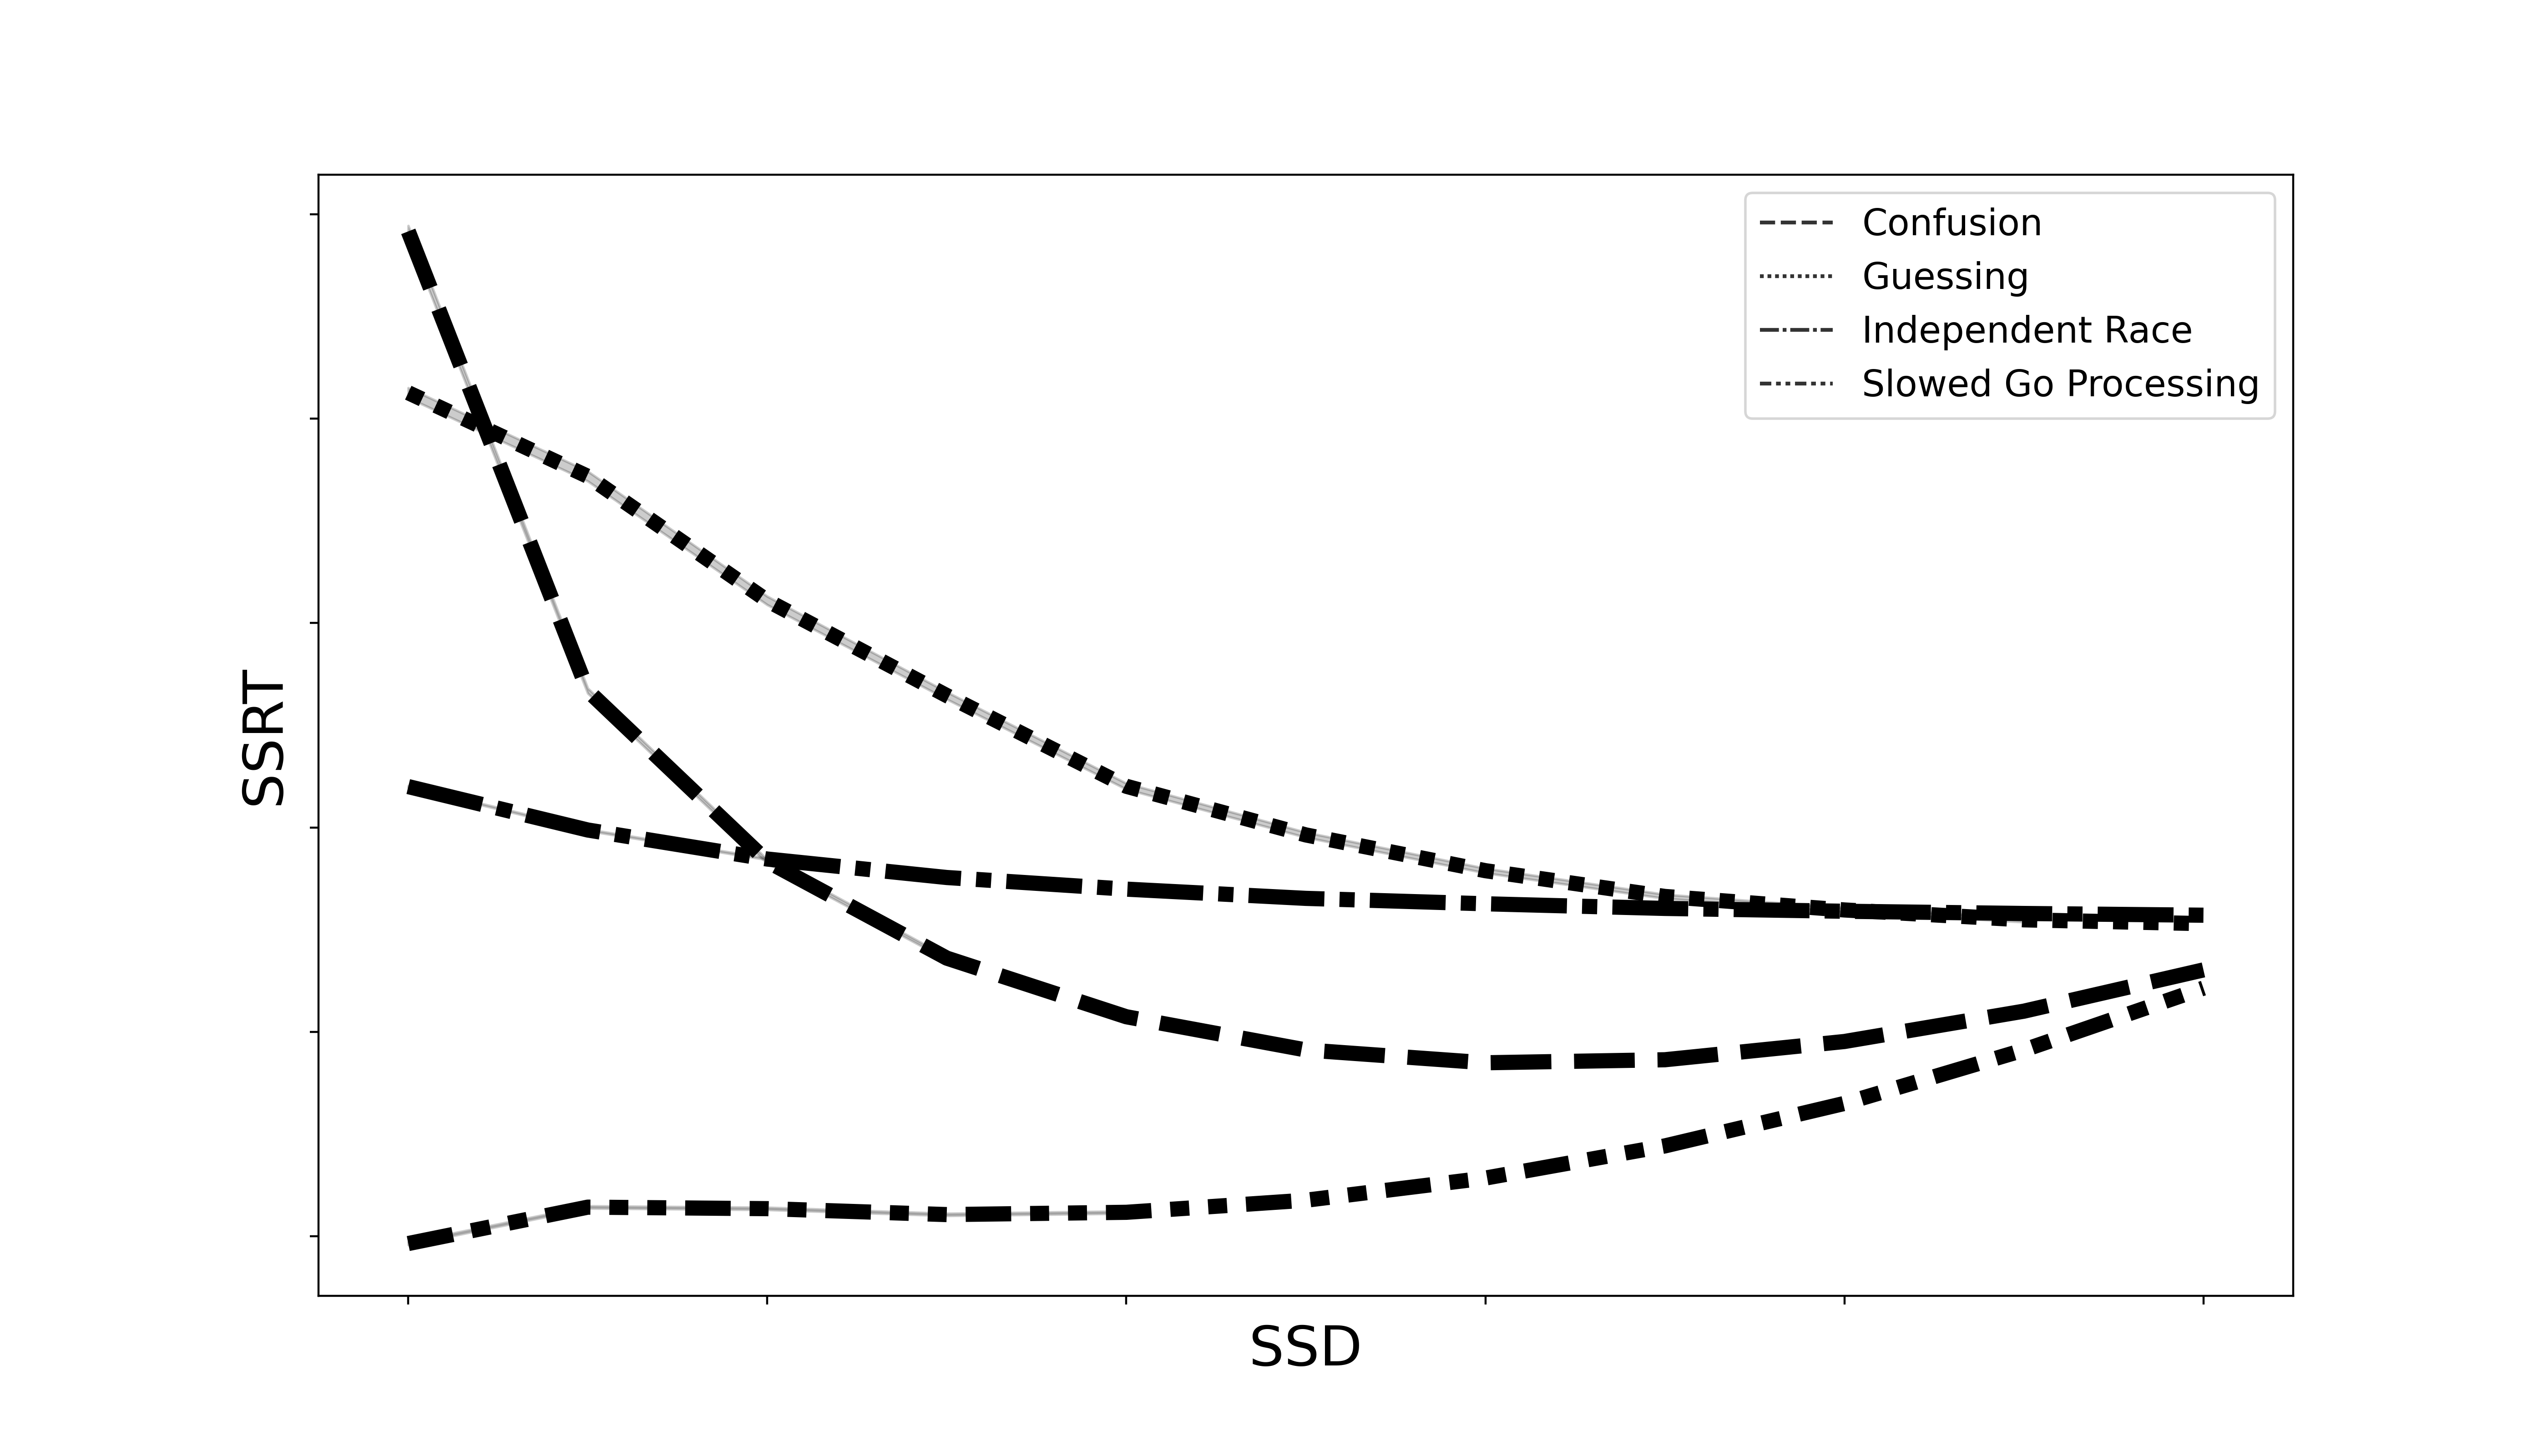 Confusion
Guessing
Independent Race
Slowed Go Processing
SSRT
SSD